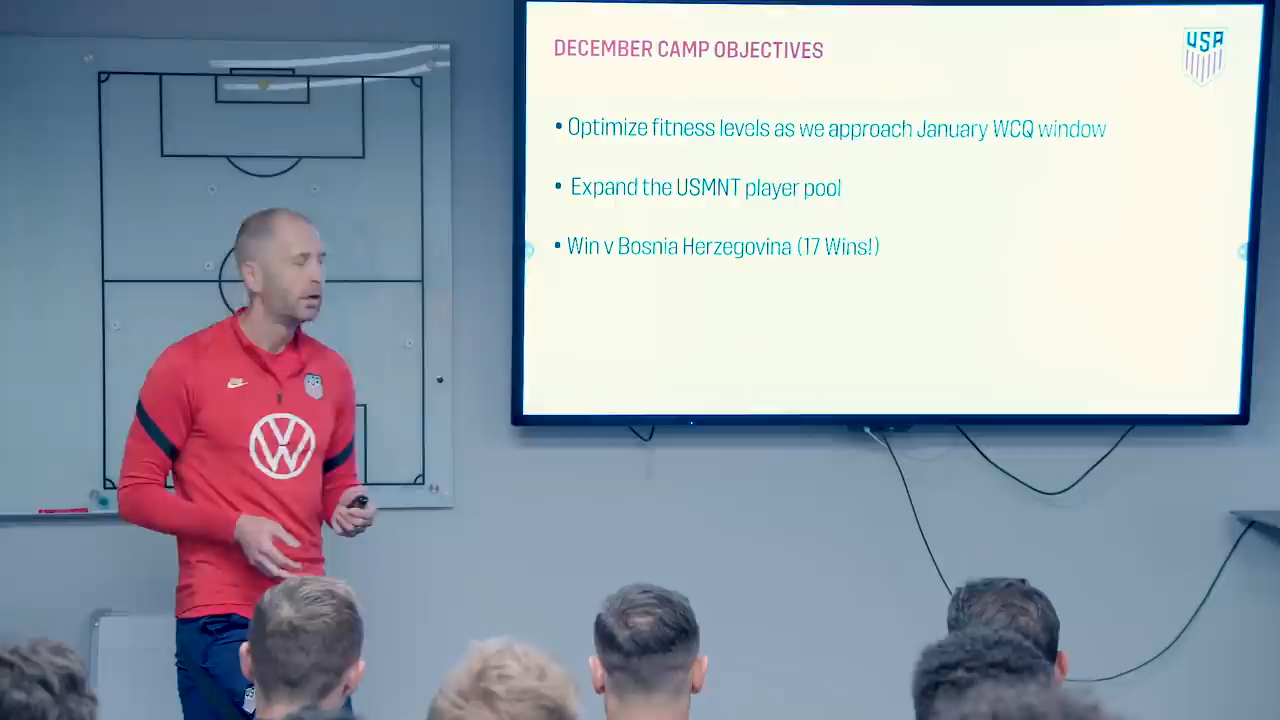 DECEMBER CAMP OBJECTIVES
USA
• Optimize fitness levels as we approach January WCQ window
• Expand the USMNT player pool
• Win v Bosnia Herzegovina (17 Wins!)
VW